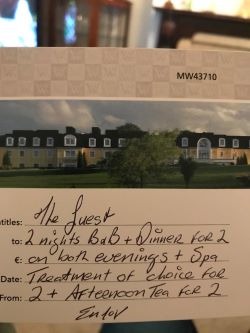 MW43710
titles: The Guest
to: 2 nights B&B + Dinner for 2
€: on both evenings + Spa
Date: Treatment of choice for
From: 2 + Afternoon Tea for 2
Enjoy